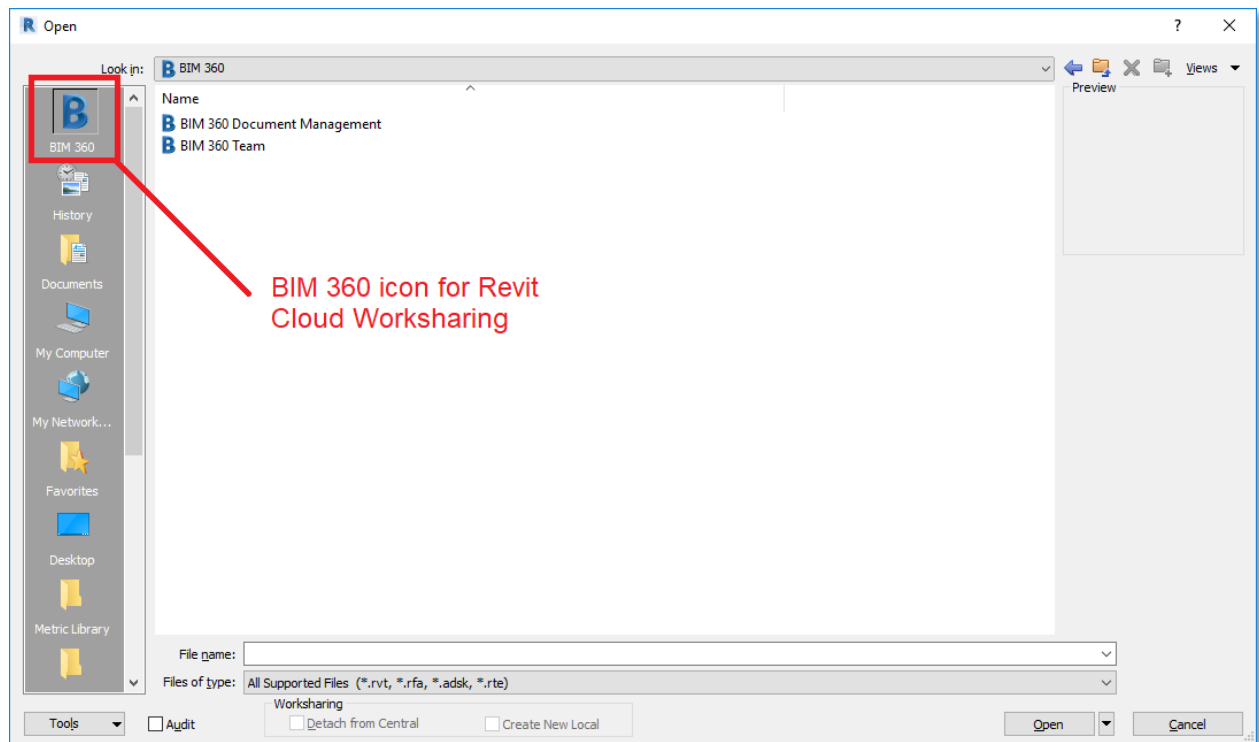 R Open
?
Look in: B BIM 360
Views
Preview
Name
B BIM 360 Document Management
B BIM 360 Team
B
BIM 360
History
Documents
My Computer
My Network...
Favorites
Desktop
Metric Library
BIM 360 icon for Revit
Cloud Worksharing
File name:
Files of type: All Supported Files (*.rvt, *.rfa, *.adsk, *.rte)
Worksharing
Tools Audit Detach from Central Create New Local Open Cancel